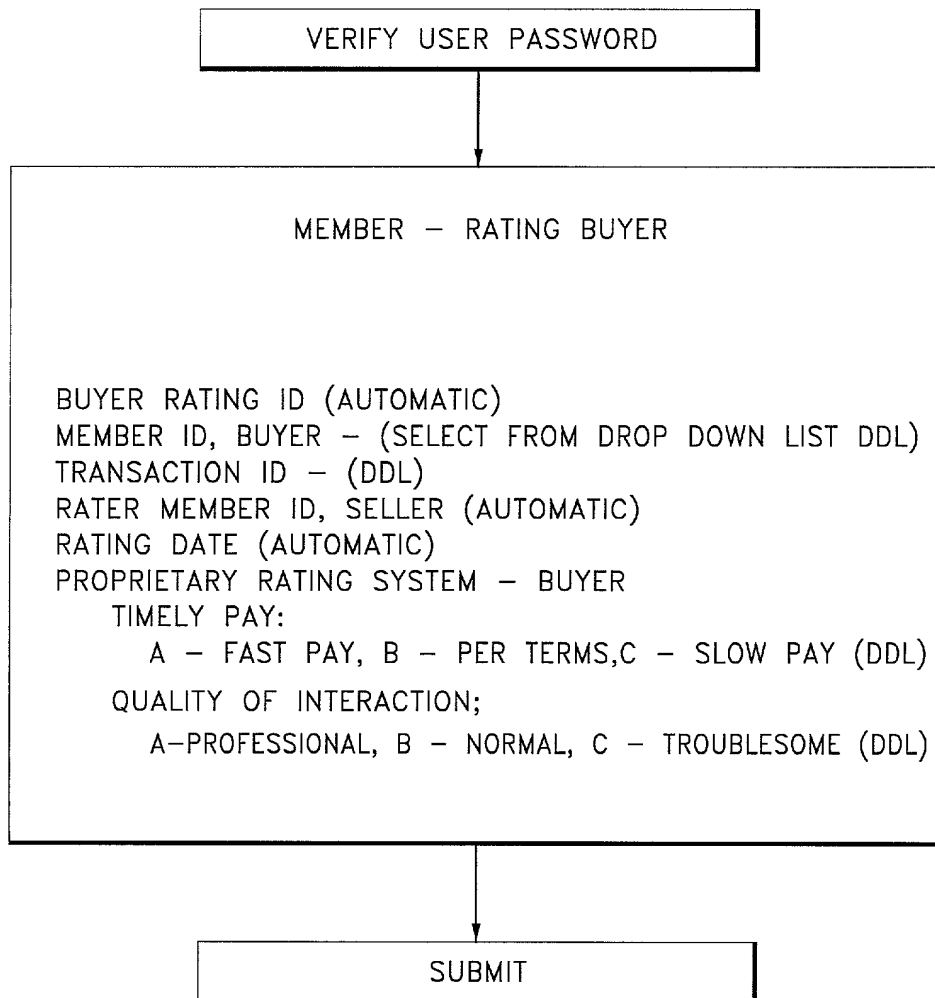 VERIFY USER PASSWORD
MEMBER – RATING BUYER
BUYER RATING ID (AUTOMATIC)
MEMBER ID, BUYER – (SELECT FROM DROP DOWN LIST DDL)
TRANSACTION ID – (DDL)
RATER MEMBER ID, SELLER (AUTOMATIC)
RATING DATE (AUTOMATIC)
PROPRIETARY RATING SYSTEM – BUYER
TIMELY PAY:
A – FAST PAY, B – PER TERMS,C – SLOW PAY (DDL)
QUALITY OF INTERACTION;
A–PROFESSIONAL, B – NORMAL, C – TROUBLESOME (DDL)
SUBMIT